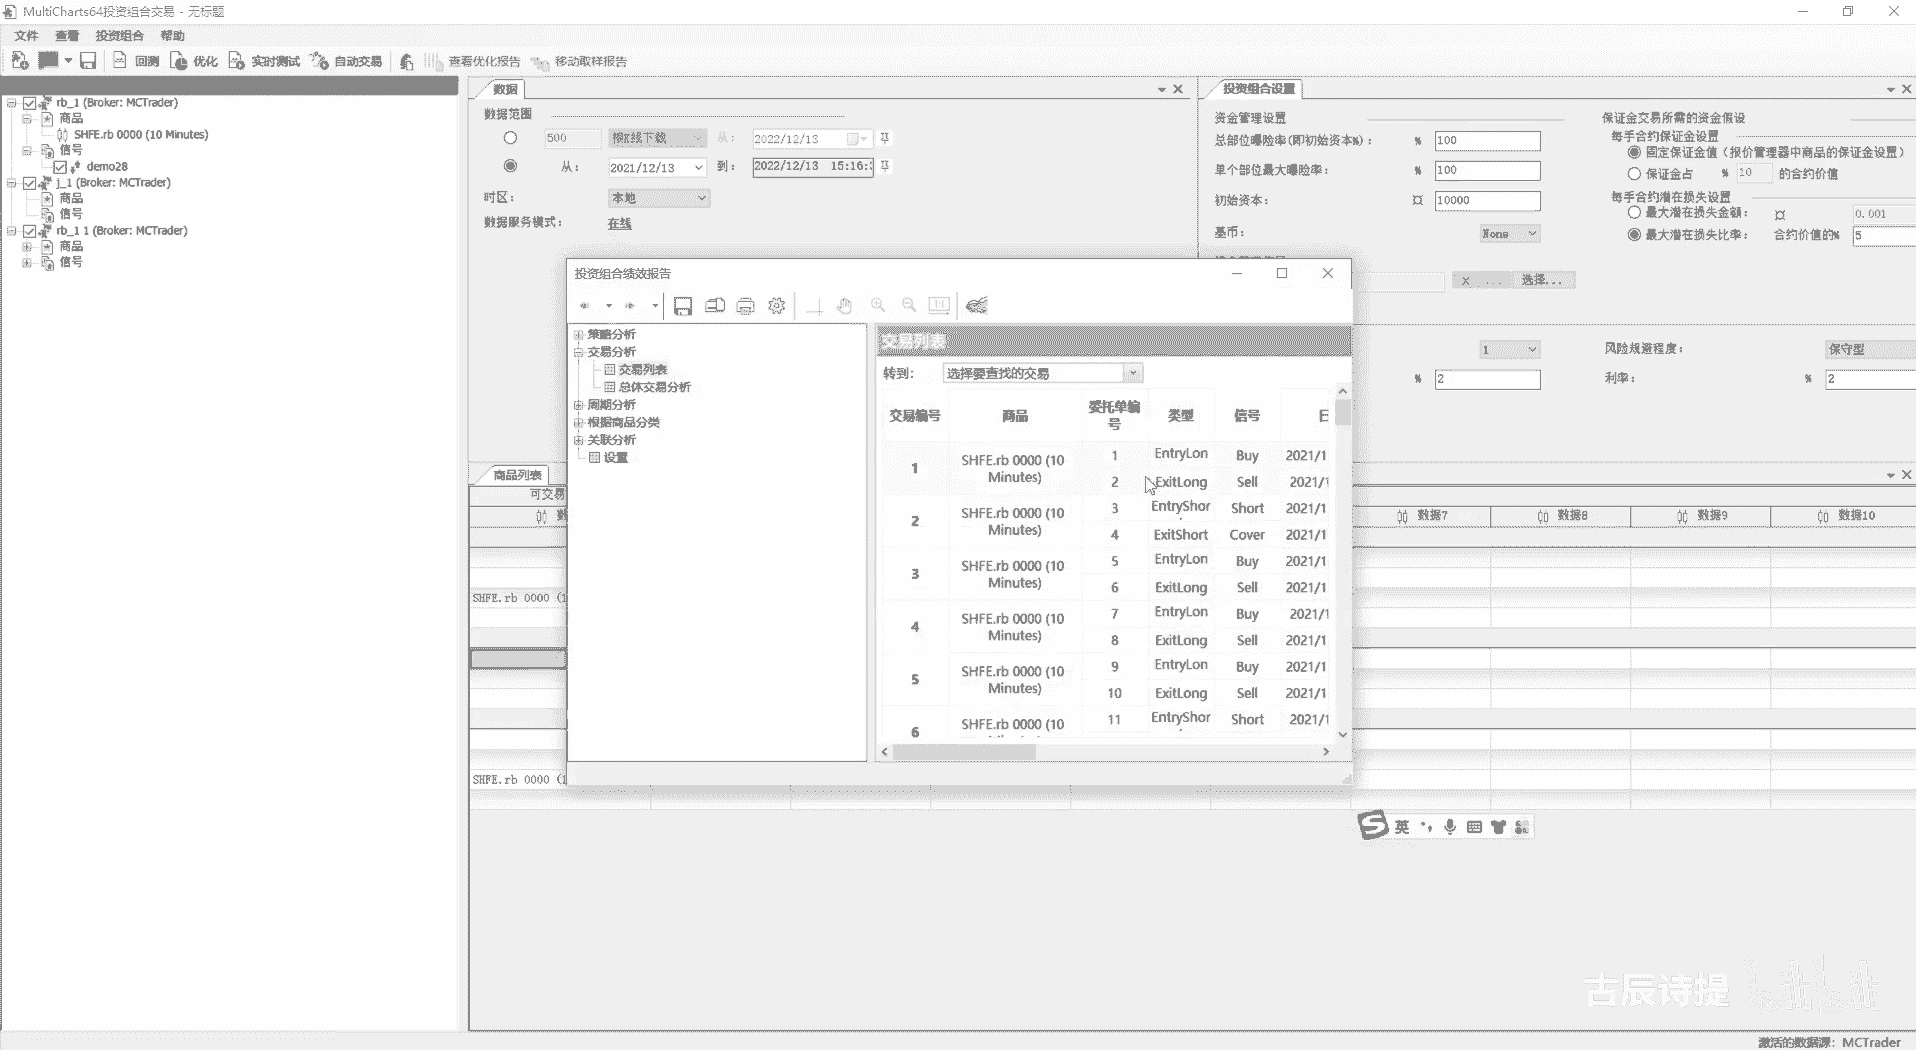 MultiCharts64投资组合交易 - 无标题
文件 查看 投资组合 帮助
回测 优化 实时测试 自动交易 查看优化报告 移动取样报告
rb_1 (Broker: MCTrader)
商品
SHFE.rb 0000 (10 Minutes)
信号
demo28
j_1 (Broker: MCTrader)
商品
信号
rb_1 1 (Broker: MCTrader)
商品
信号
数据
数据范围
500 按K线下载 从: 2022/12/13
从: 2021/12/13 到: 2022/12/13 15:16:
时区: 本地
数据服务模式: 在线
投资组合设置
资金管理设置
总部位曝险率(即初始资本%): % 100
单个部位最大曝险率: % 100
初始资本: ¤ 10000
基币: None
x ... 选择...
保证金交易所需的资金假设
每手合约保证金设置
固定保证金值 (报价管理器中商品的保证金设置)
保证金占 % 10 的合约价值
每手合约潜在损失设置
最大潜在损失金额: ¤ 0.001
最大潜在损失比率: 合约价值的% 5
1 风险规避程度: 保守型
% 2 利率: % 2
投资组合绩效报告
策略分析
交易分析
交易列表
总体交易分析
周期分析
根据商品分类
关联分析
设置
交易列表
转到: 选择要查找的交易
交易编号 商品 委托单编号 类型 信号
1 SHFE.rb 0000 (10 Minutes) 1 EntryLon Buy 2021/1
2 ExitLong Sell 2021/1
2 SHFE.rb 0000 (10 Minutes) 3 EntryShor Short 2021/1
4 ExitShort Cover 2021/1
3 SHFE.rb 0000 (10 Minutes) 5 EntryLon Buy 2021/1
6 ExitLong Sell 2021/1
4 SHFE.rb 0000 (10 Minutes) 7 EntryLon Buy 2021/1
8 ExitLong Sell 2021/1
5 SHFE.rb 0000 (10 Minutes) 9 EntryLon Buy 2021/1
10 ExitLong Sell 2021/1
6 SHFE.rb 0000 (10 11 EntryShor Short 2021/1
商品列表
可交易
数据7 数据8 数据9 数据10
SHFE.rb 0000 (1
SHFE.rb 0000 (1
S 英
古辰诗提
激活的数据源: MCTrader